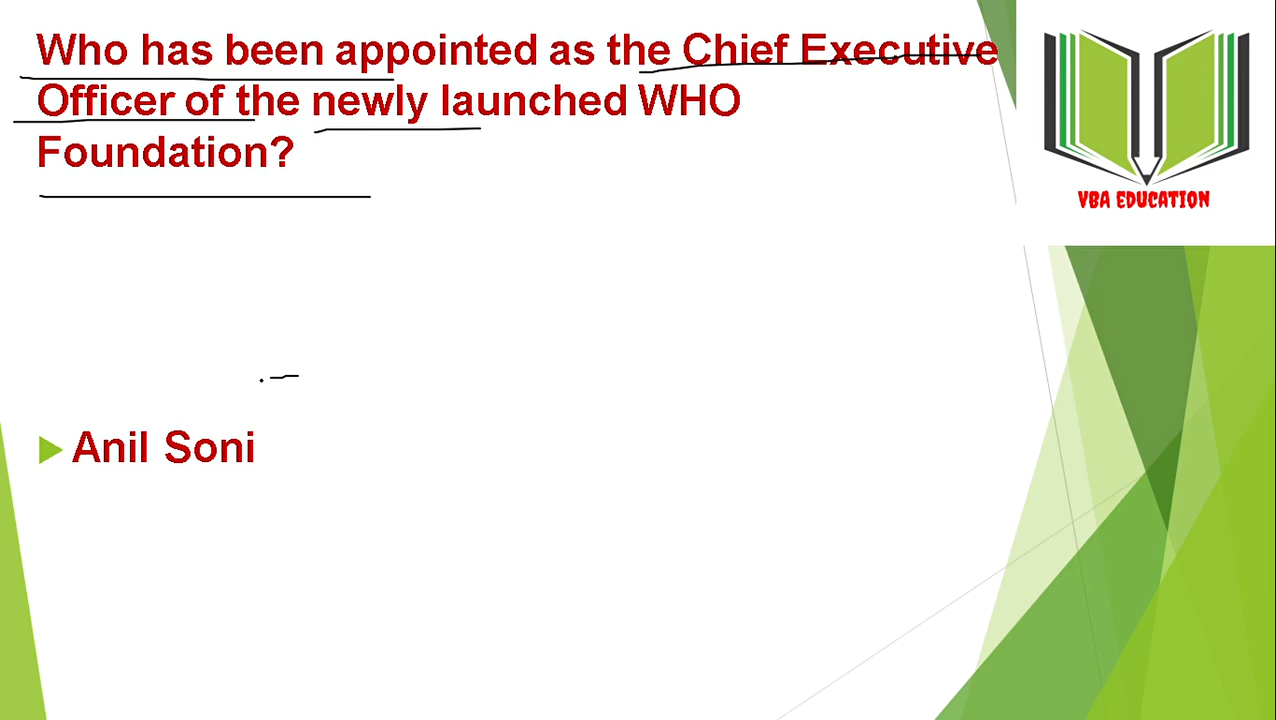 Who has been appointed as the Chief Executive
Officer of the newly launched WHO
Foundation?
VBA EDUCATION
Anil Soni